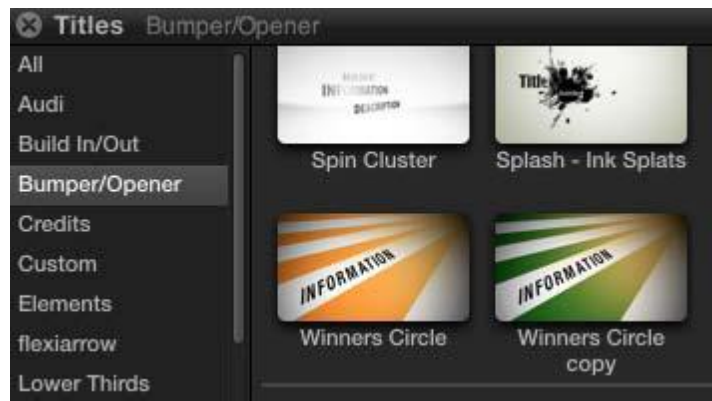 Titles Bumper/Opener
All
Audi
Build In/Out
Bumper/Opener
Credits
Custom
Elements
flexiarrow
Lower Thirds
INFORMATION
DESCRIPTION
Spin Cluster
Title
Splash - Ink Splats
INFORMATION
Winners Circle
INFORMATION
Winners Circle
copy